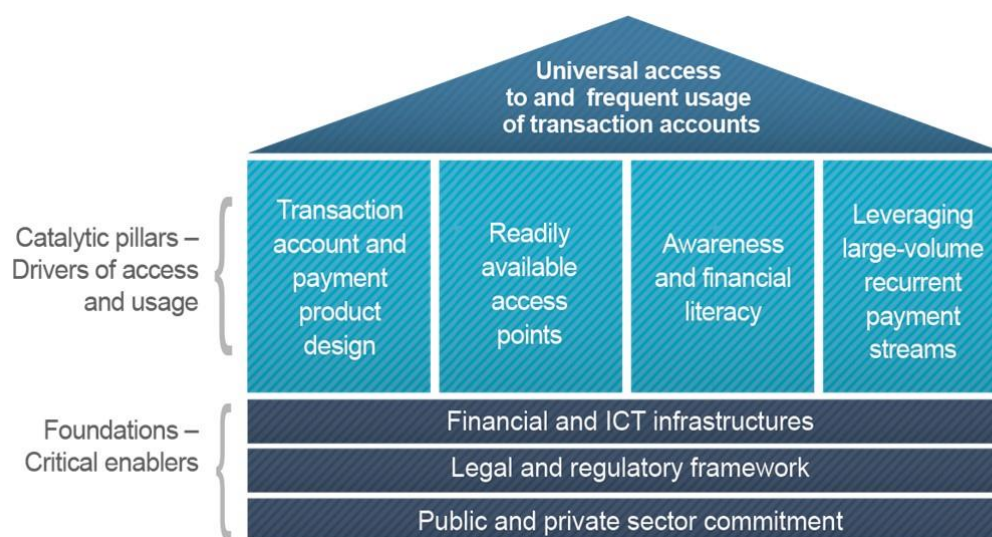 Universal access
to and frequent usage
of transaction accounts
Catalytic pillars –
Drivers of access
and usage
Transaction
account and
payment
product
design
Readily
available
access
points
Awareness
and financial
literacy
Leveraging
large-volume
recurrent
payment
streams
Foundations –
Critical enablers
Financial and ICT infrastructures
Legal and regulatory framework
Public and private sector commitment